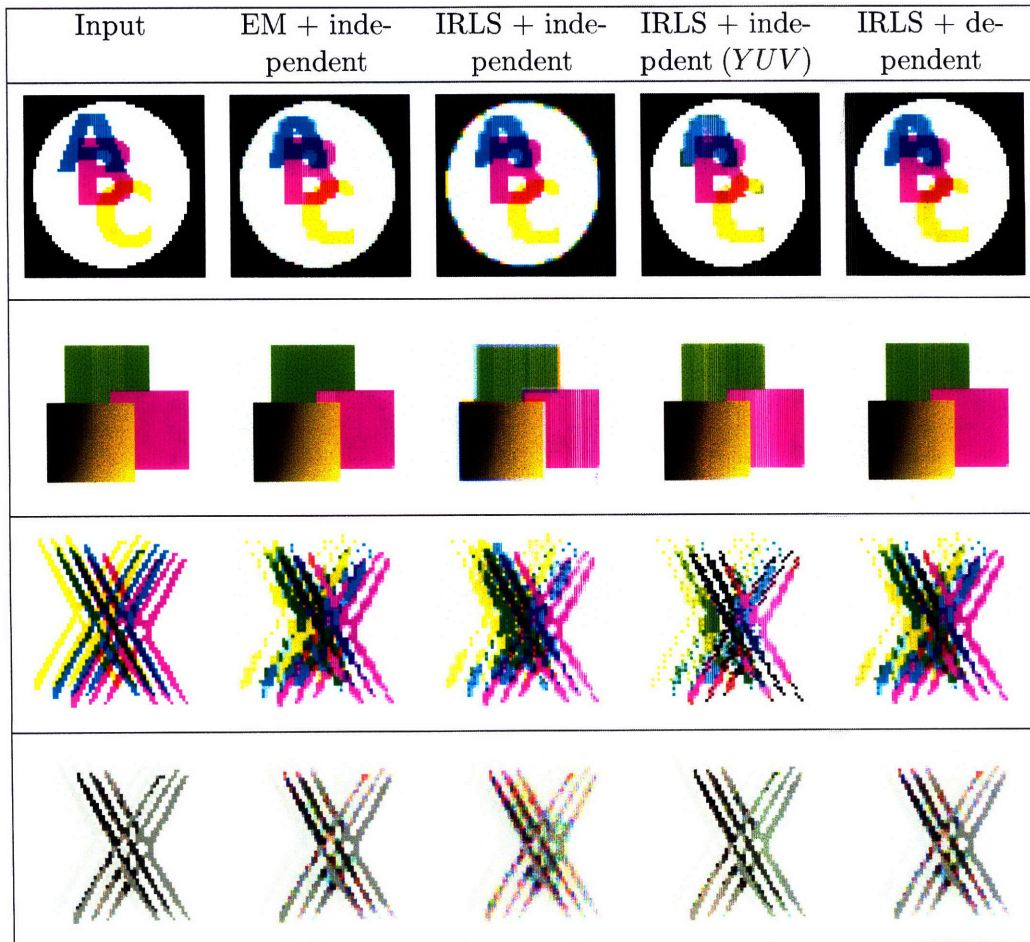 Input
EM + inde-
pendent
IRLS + inde-
pendent
IRLS + inde-
pdent (YUV)
IRLS + de-
pendent
A B C
A B C
A B C
A B C
A B C